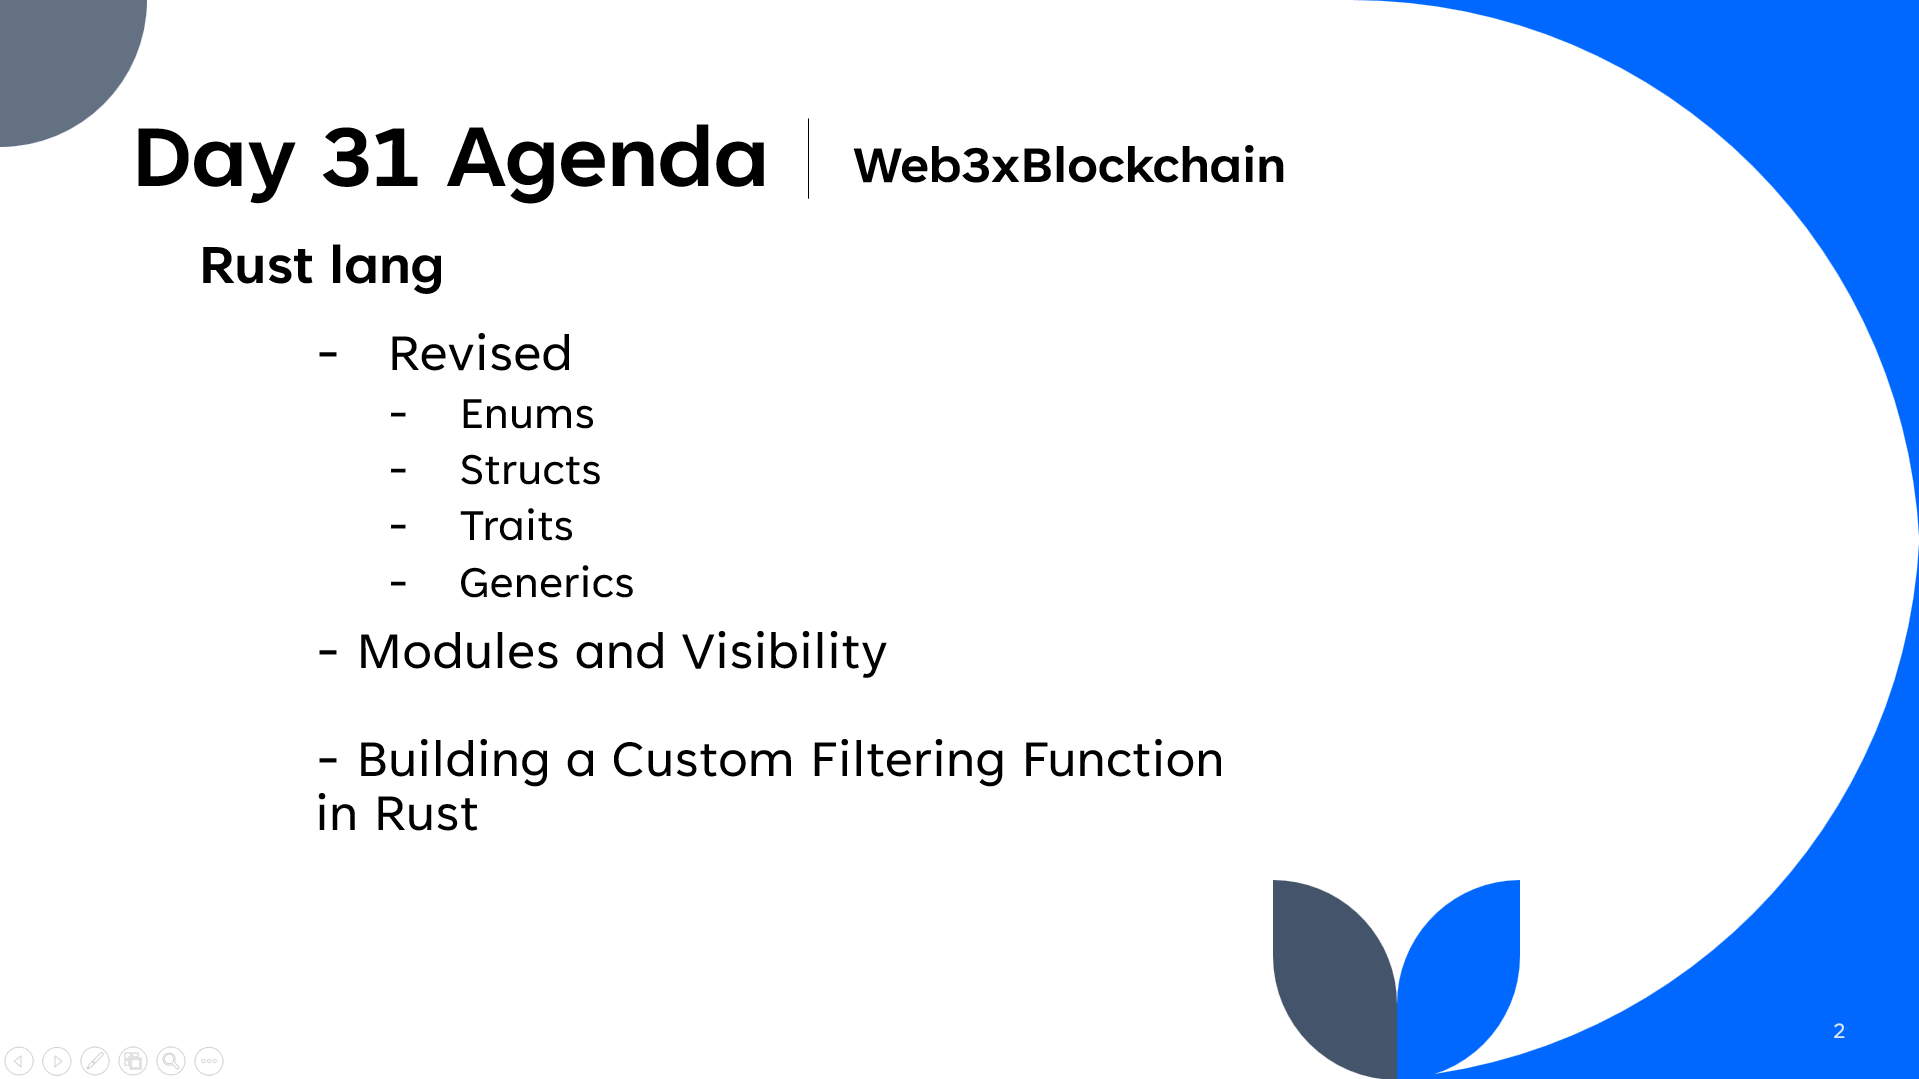 Day 31 Agenda
Web3xBlockchain
Rust lang
- Revised
- Enums
- Structs
- Traits
- Generics
- Modules and Visibility
- Building a Custom Filtering Function
in Rust
2